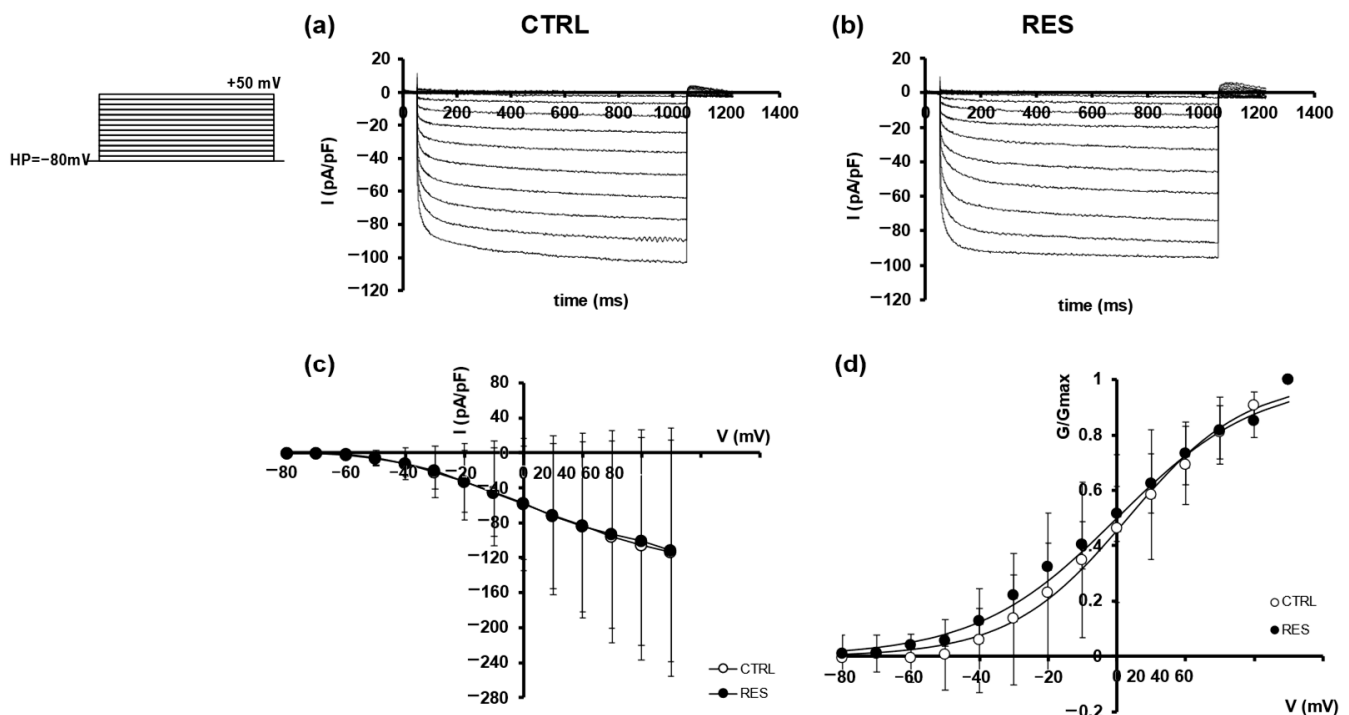 (a) CTRL
(b) RES
+50 mV
HP=−80mV
20
0
−20
−40
−60
−80
−100
−120
I (pA/pF)
0 200 400 600 800 1000 1200 1400
time (ms)
20
0
−20
−40
−60
−80
−100
−120
I (pA/pF)
0 200 400 600 800 1000 1200 1400
time (ms)
(c)
I (pA/pF)
80
40
0
−40
−80
−120
−160
−200
−240
−280
−80 −60 −40 −20 0 20 40 60 80
V (mV)
CTRL
RES
(d)
G/Gmax
1
0.8
0.6
0.4
0.2
0
−0.2
−80 −60 −40 −20 0 20 40 60
V (mV)
CTRL
RES